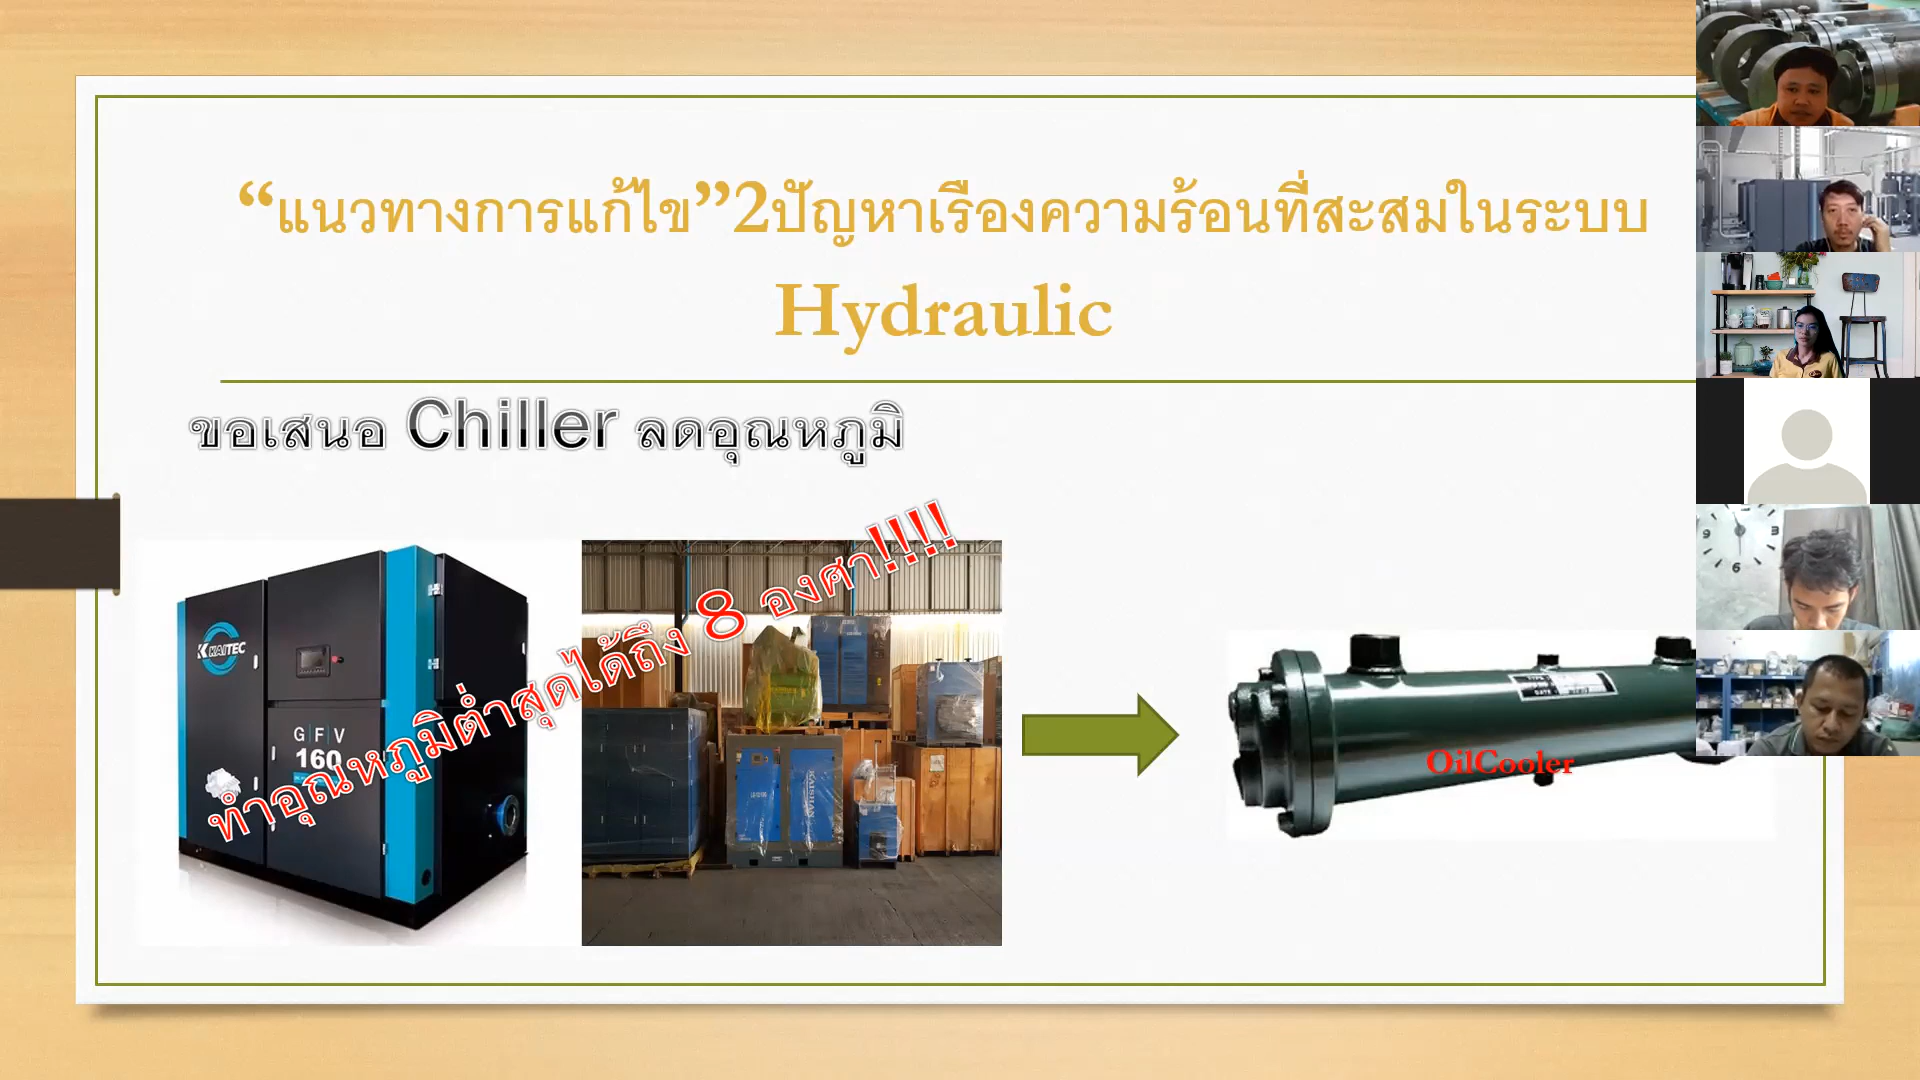 “แนวทางการแก้ไข”2ปัญหาเรื่องความร้อนที่สะสมในระบบ
Hydraulic
ขอเสนอ Chiller ลดอุณหภูมิ
ทำอุณหภูมิต่ำสุดได้ถึง 8 องศา!!!!
KAITEC
G|F|V
160
KAISHAN
OilCooler